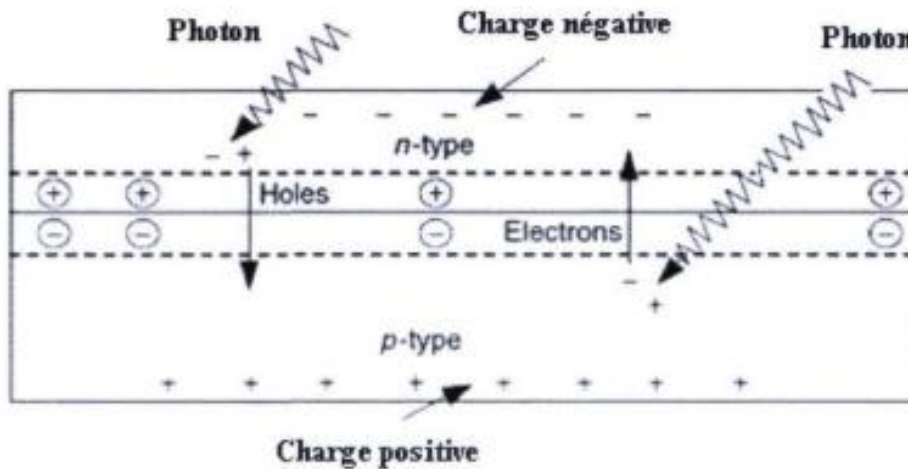 Photon
Charge négative
Photon
n-type
Holes
Electrons
p-type
Charge positive